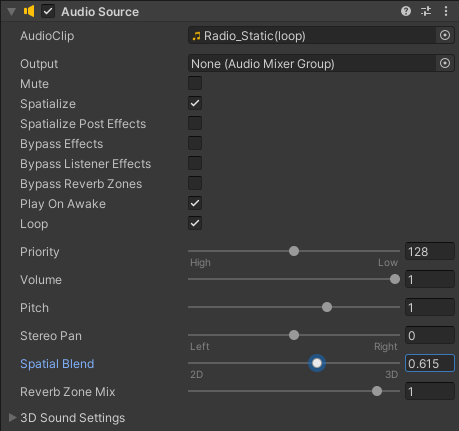 Audio Source
AudioClip Radio_Static(loop)
Output None (Audio Mixer Group)
Mute
Spatialize
Spatialize Post Effects
Bypass Effects
Bypass Listener Effects
Bypass Reverb Zones
Play On Awake
Loop
Priority 128
High Low
Volume 1
Pitch 1
Stereo Pan 0
Left Right
Spatial Blend 0.615
2D 3D
Reverb Zone Mix 1
3D Sound Settings